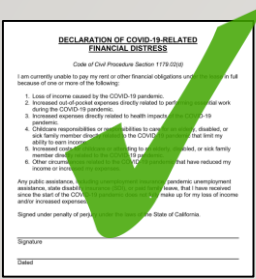 DECLARATION OF COVID-19-RELATED
FINANCIAL DISTRESS
Code of Civil Procedure Section 1179.02(d)
I am currently unable to pay my rent or other financial obligations under the lease in full
because of one or more of the following:
1. Loss of income caused by the COVID-19 pandemic.
2. Increased out-of-pocket expenses directly related to performing essential work
during the COVID-19 pandemic.
3. Increased expenses directly related to health impacts of the COVID-19
pandemic.
4. Childcare responsibilities or responsibilities to care for an elderly, disabled, or
sick family member directly related to the COVID-19 pandemic that limit my
ability to earn income.
5. Increased costs for childcare or attending to an elderly, disabled, or sick family
member directly related to the COVID-19 pandemic.
6. Other circumstances related to the COVID-19 pandemic that have reduced my
income or increased my expenses.
Any public assistance, including unemployment insurance, pandemic unemployment
assistance, state disability insurance (SDI), or paid family leave, that I have received
since the start of the COVID-19 pandemic does not fully make up for my loss of income
and/or increased expenses.
Signed under penalty of perjury under the laws of the State of California.
Signature
Dated